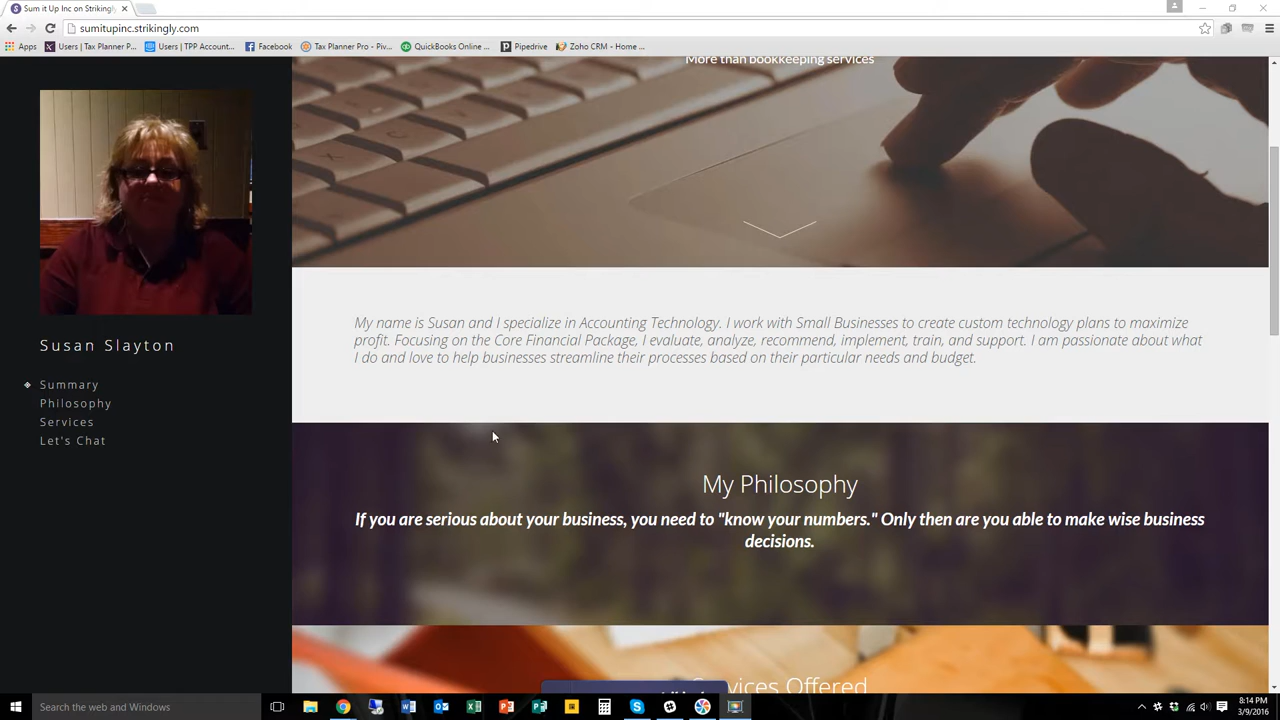 Sum it Up Inc on Strikingly
sumitupinc.strikingly.com
Apps
Users | Tax Planner P...
Users | TPP Account...
Facebook
Tax Planner Pro - Piv...
QuickBooks Online ...
Pipedrive
Zoho CRM - Home ...
More than bookkeeping services
Susan Slayton
Summary
Philosophy
Services
Let's Chat
My name is Susan and I specialize in Accounting Technology. I work with Small Businesses to create custom technology plans to maximize
profit. Focusing on the Core Financial Package, I evaluate, analyze, recommend, implement, train, and support. I am passionate about what
I do and love to help businesses streamline their processes based on their particular needs and budget.
My Philosophy
If you are serious about your business, you need to "know your numbers." Only then are you able to make wise business
decisions.
Services Offered
Search the web and Windows
8:14 PM
3/9/2016